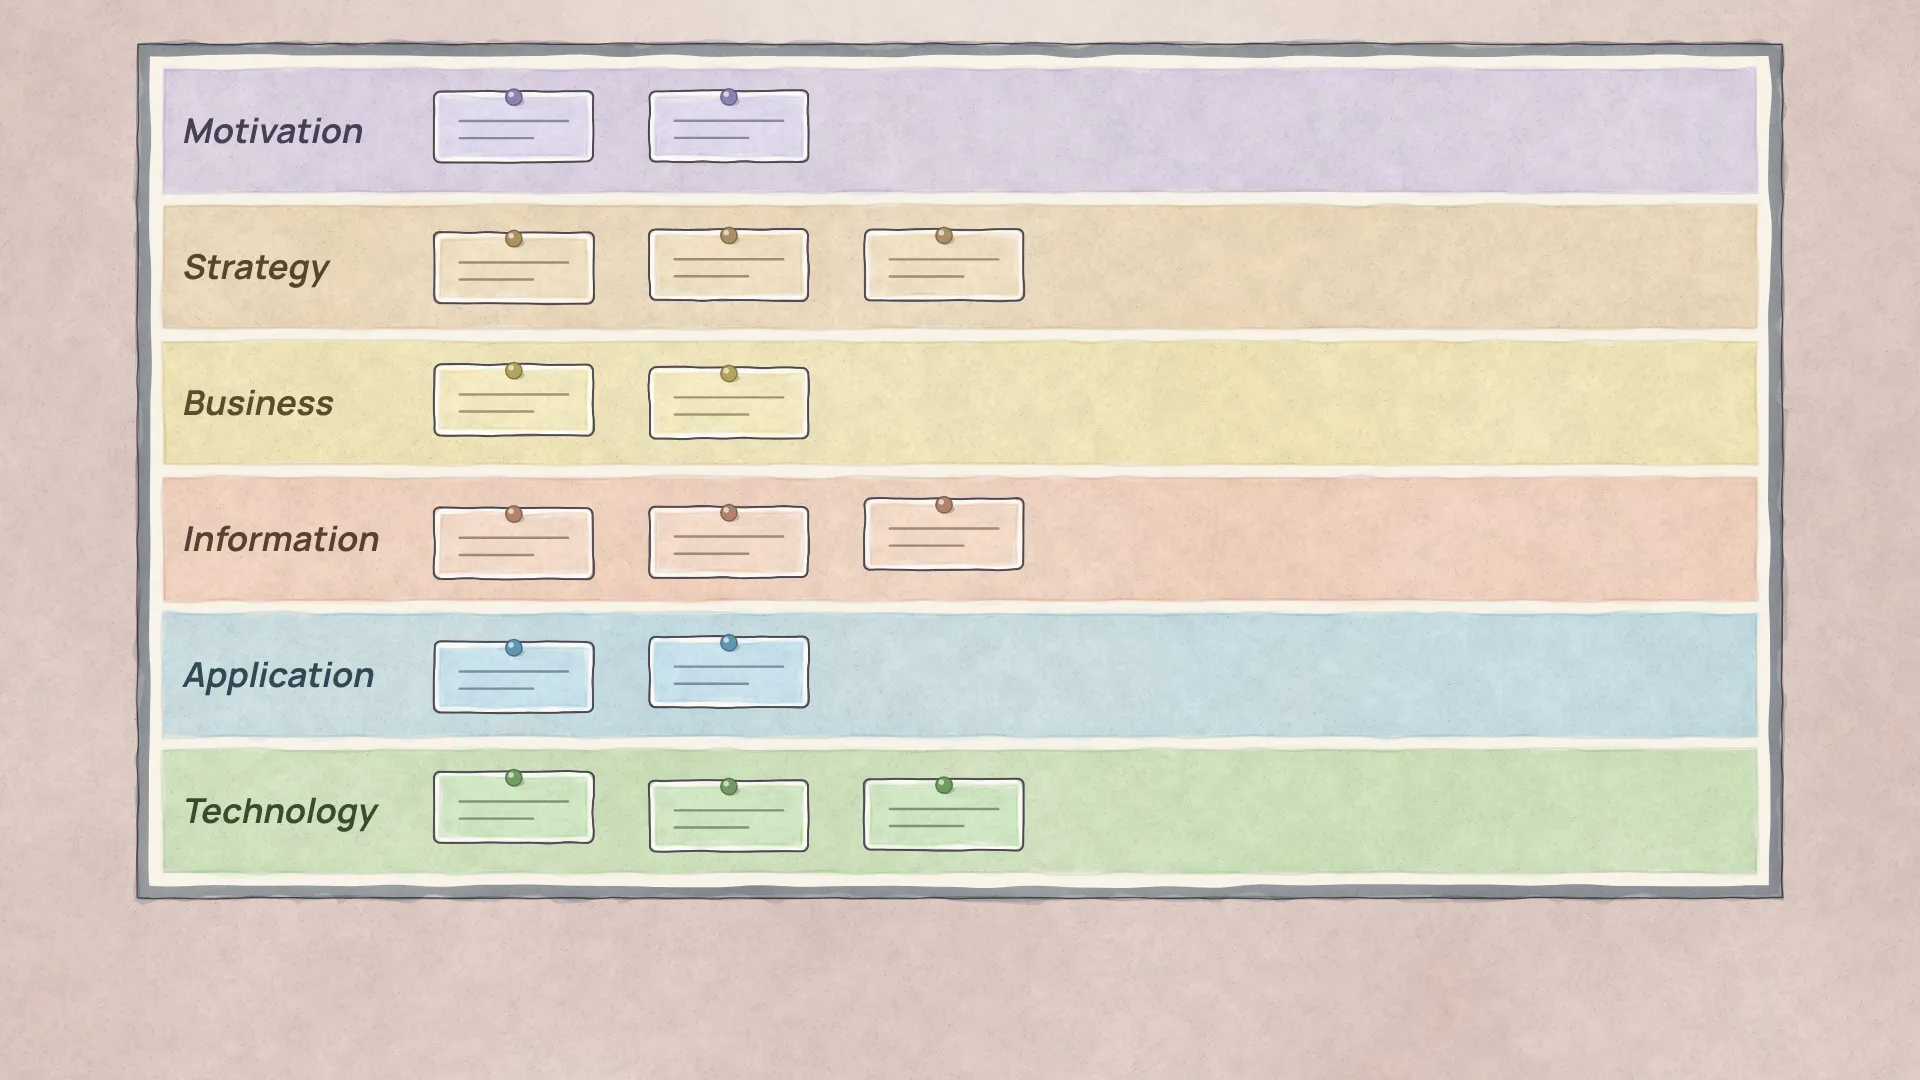 Motivation
Strategy
Business
Information
Application
Technology